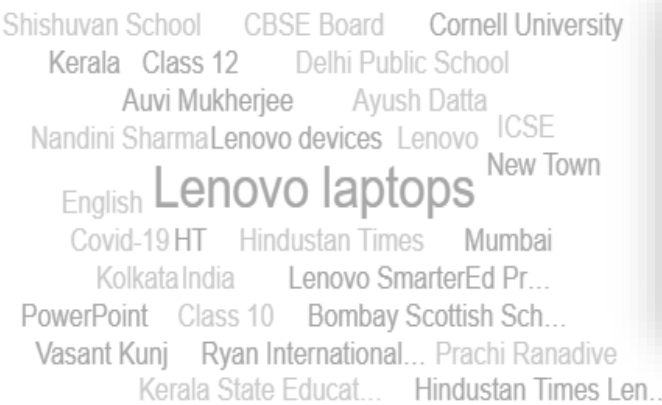 Shishuvan School CBSE Board Cornell University
Kerala Class 12 Delhi Public School
Auvi Mukherjee Ayush Datta
Nandini Sharma Lenovo devices Lenovo ICSE
English Lenovo laptops New Town
Covid-19 HT Hindustan Times Mumbai
Kolkata India Lenovo SmarterEd Pr...
PowerPoint Class 10 Bombay Scottish Sch...
Vasant Kunj Ryan International... Prachi Ranadive
Kerala State Educat... Hindustan Times Len..